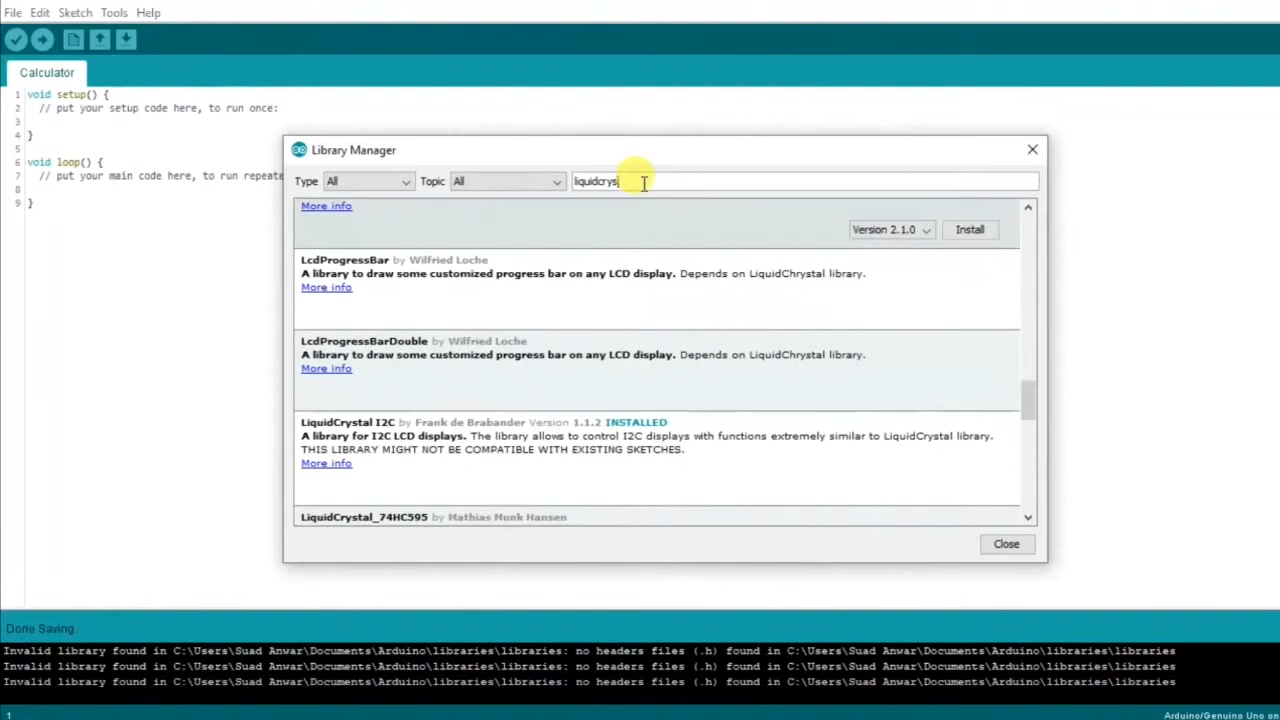 File Edit Sketch Tools Help
Calculator
1 void setup() {
2 // put your setup code here, to run once:
3
4 }
5
6 void loop() {
7 // put your main code here, to run repeate
8
9 }
Library Manager
Type All Topic All liquidcrys
More info
Version 2.1.0 Install
LcdProgressBar by Wilfried Loche
A library to draw some customized progress bar on any LCD display. Depends on LiquidChrystal library.
More info
LcdProgressBarDouble by Wilfried Loche
A library to draw some customized progress bar on any LCD display. Depends on LiquidChrystal library.
More info
LiquidCrystal I2C by Frank de Brabander Version 1.1.2 INSTALLED
A library for I2C LCD displays. The library allows to control I2C displays with functions extremely similar to LiquidCrystal library.
THIS LIBRARY MIGHT NOT BE COMPATIBLE WITH EXISTING SKETCHES.
More info
LiquidCrystal_74HC595 by Mathias Munk Hansen
Close
Done Saving.
Invalid library found in C:\Users\Suad Anwar\Documents\Arduino\libraries\libraries: no headers files (.h) found in C:\Users\Suad Anwar\Documents\Arduino\libraries\libraries
Invalid library found in C:\Users\Suad Anwar\Documents\Arduino\libraries\libraries: no headers files (.h) found in C:\Users\Suad Anwar\Documents\Arduino\libraries\libraries
Invalid library found in C:\Users\Suad Anwar\Documents\Arduino\libraries\libraries: no headers files (.h) found in C:\Users\Suad Anwar\Documents\Arduino\libraries\libraries
1 Arduino/Genuino Uno on